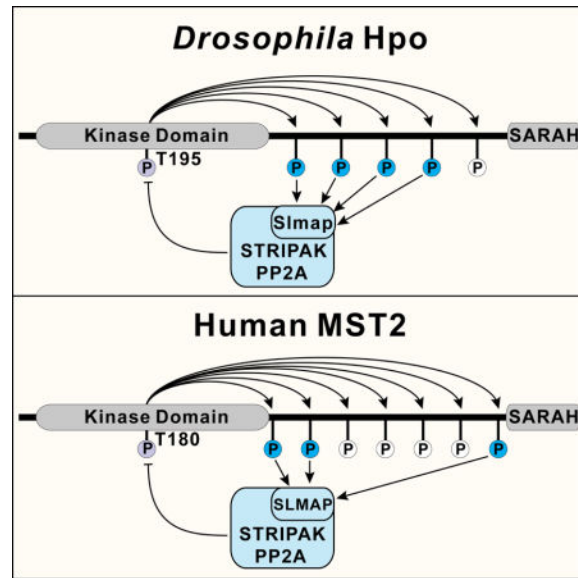 Drosophila Hpo
Kinase Domain
SARAH
P
T195
P
P
P
P
P
Slmap
STRIPAK
PP2A
Human MST2
Kinase Domain
SARAH
P
T180
P
P
P
P
P
P
P
SLMAP
STRIPAK
PP2A